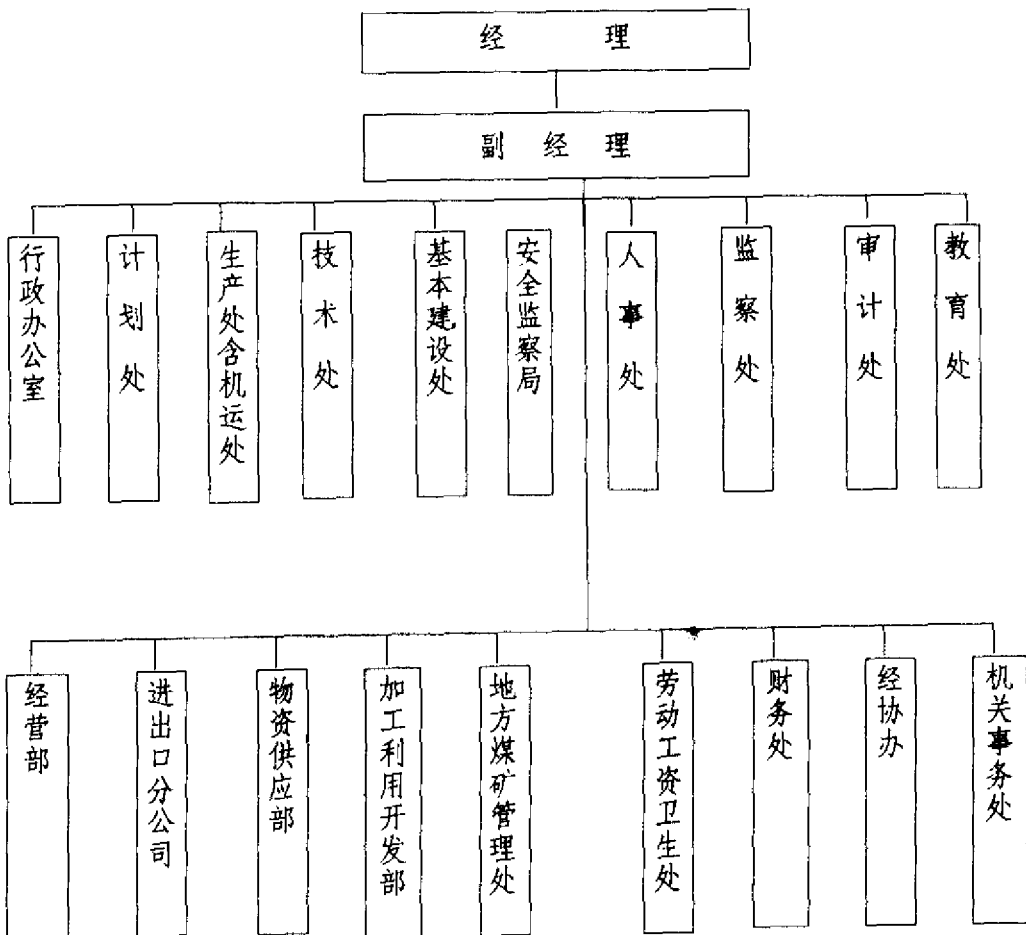 经理
副经理
行政办公室
计划处
生产处含机运处
技术处
基本建设处
安全监察局
人事处
监察处
审计处
教育处
经营部
进出口分公司
物资供应部
加工利用开发部
地方煤矿管理处
劳动工资卫生处
财务处
经协办
机关事务处